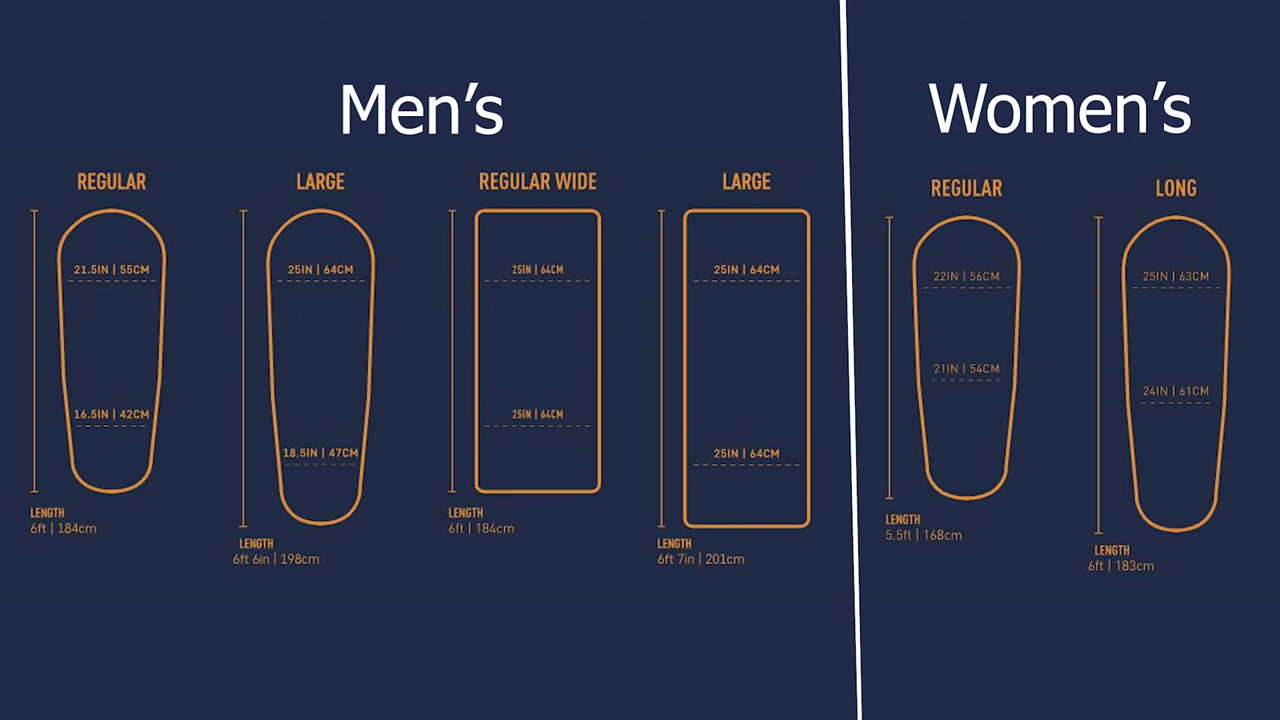 Men's
Women's
REGULAR
21.5IN | 55CM
16.5IN | 42CM
LENGTH
6ft | 184cm
LARGE
25IN | 64CM
18.5IN | 47CM
LENGTH
6ft 6in | 198cm
REGULAR WIDE
25IN | 64CM
25IN | 64CM
LENGTH
6ft | 184cm
LARGE
25IN | 64CM
25IN | 64CM
LENGTH
6ft 7in | 201cm
REGULAR
22IN | 56CM
21IN | 54CM
LENGTH
5.5ft | 168cm
LONG
25IN | 63CM
24IN | 61CM
LENGTH
6ft | 183cm